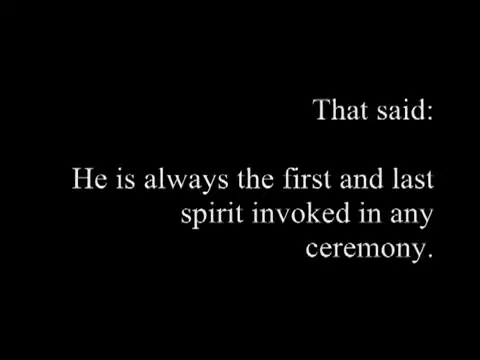 That said:
He is always the first and last
spirit invoked in any
ceremony.